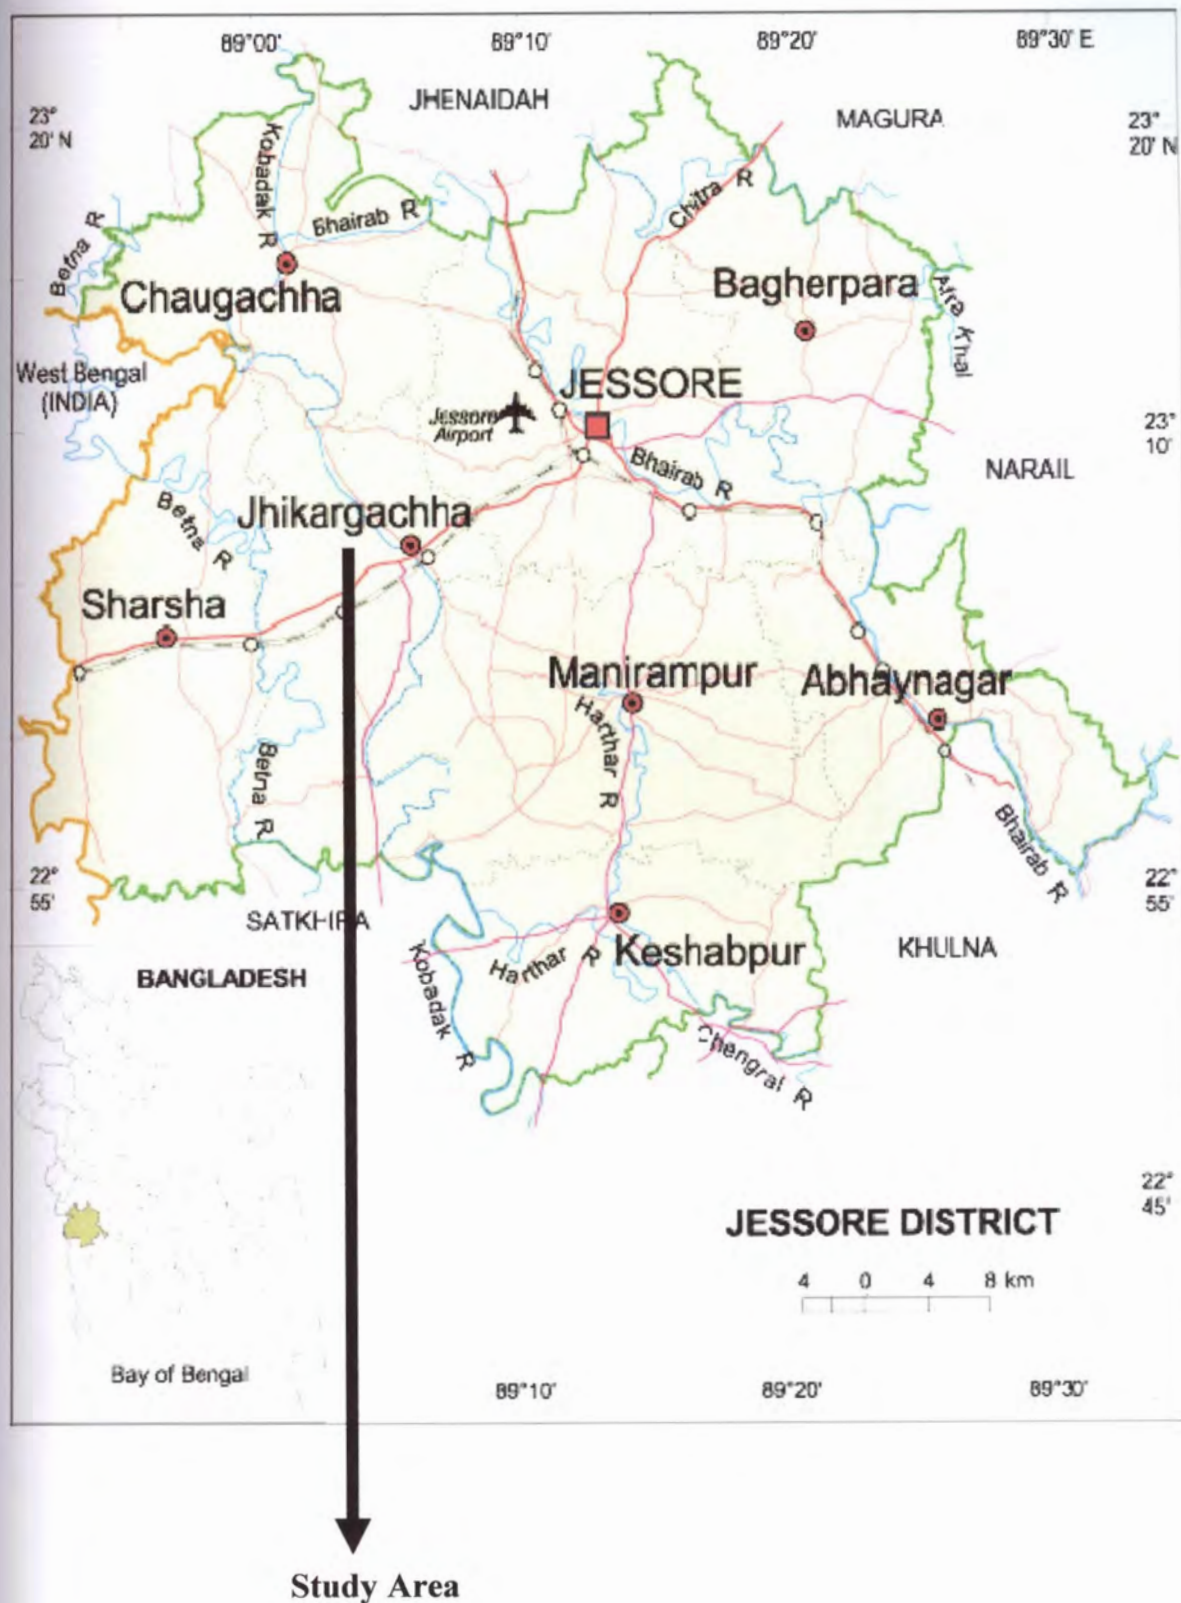 89°00'
89°10'
89°20'
89°30' E
JHENAIDAH
MAGURA
23°
20' N
23°
20' N
Kobadak R
Bhairab R
Chitra R
Betna R
Chaugachha
Bagherpara
Afra Khal
West Bengal
(INDIA)
JESSORE
Jessore
Airport
23°
10'
Bhairab R
NARAIL
Betna R
Jhikargachha
Sharsha
Manirampur
Abhaynagar
Harthar R
Betna R
Bhairab R
22°
55'
22°
55'
SATKHIRA
Keshabpur
KHULNA
Kobadak R
Harthar R
BANGLADESH
Chengral R
22°
45'
JESSORE DISTRICT
4 0 4 8 km
Bay of Bengal
89°10'
89°20'
89°30'
Study Area